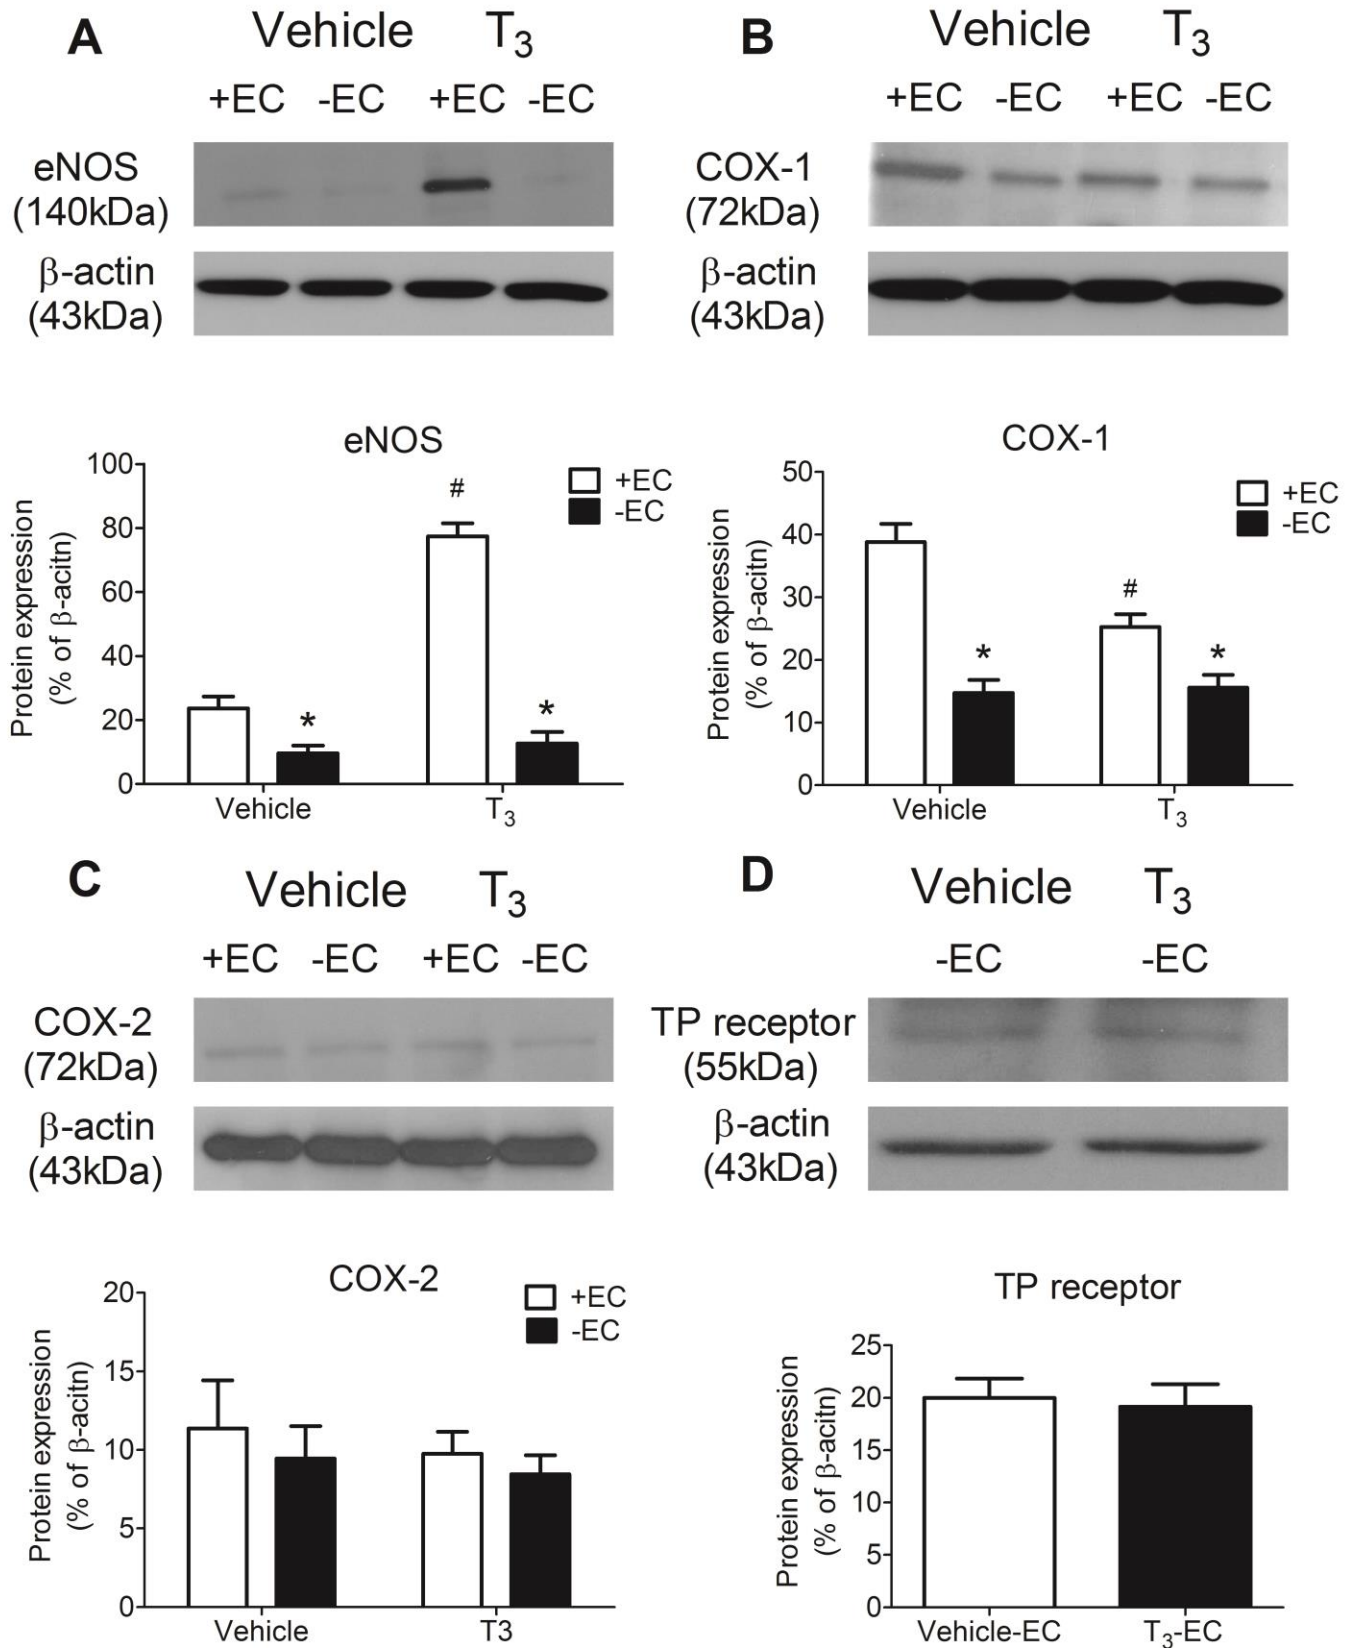 A
Vehicle T3
+EC -EC +EC -EC
eNOS
(140kDa)
β-actin
(43kDa)
eNOS
Protein expression
(% of β-acitn)
100
80
60
40
20
0
#
*
*
+EC
-EC
Vehicle T3
B
Vehicle T3
+EC -EC +EC -EC
COX-1
(72kDa)
β-actin
(43kDa)
COX-1
Protein expression
(% of β-acitn)
50
40
30
20
10
0
*
#
*
+EC
-EC
Vehicle T3
C
Vehicle T3
+EC -EC +EC -EC
COX-2
(72kDa)
β-actin
(43kDa)
COX-2
Protein expression
(% of β-acitn)
20
15
10
5
0
+EC
-EC
Vehicle T3
D
Vehicle T3
-EC -EC
TP receptor
(55kDa)
β-actin
(43kDa)
TP receptor
Protein expression
(% of β-acitn)
25
20
15
10
5
0
Vehicle-EC T3-EC